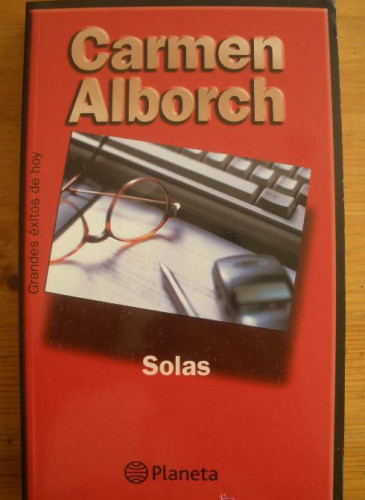 Carmen
Alborch
Grandes éxitos de hoy
Solas
Planeta